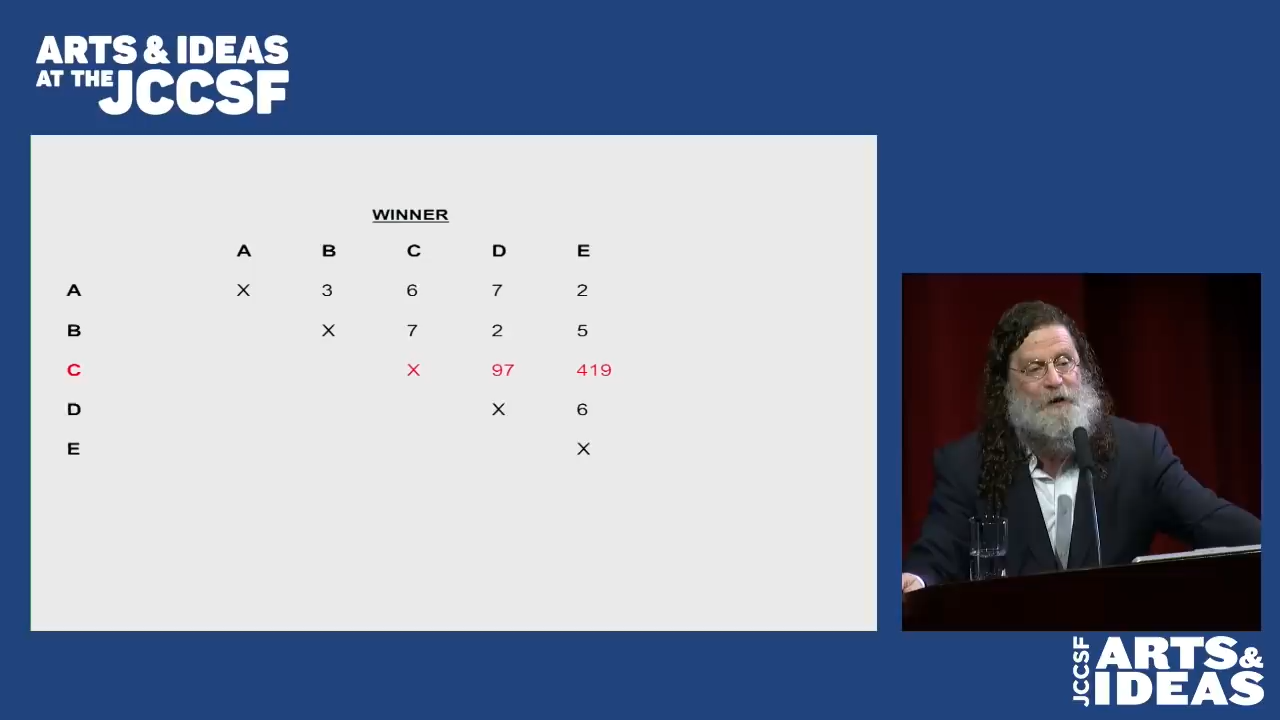 ARTS & IDEAS
AT THE JCCSF
WINNER
A B C D E
A X 3 6 7 2
B X 7 2 5
C X 97 419
D X 6
E X
JCCSF ARTS &
IDEAS